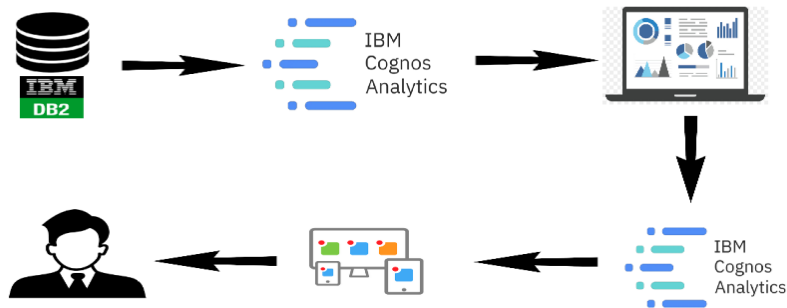 IBM
DB2
IBM
Cognos
Analytics
IBM
Cognos
Analytics